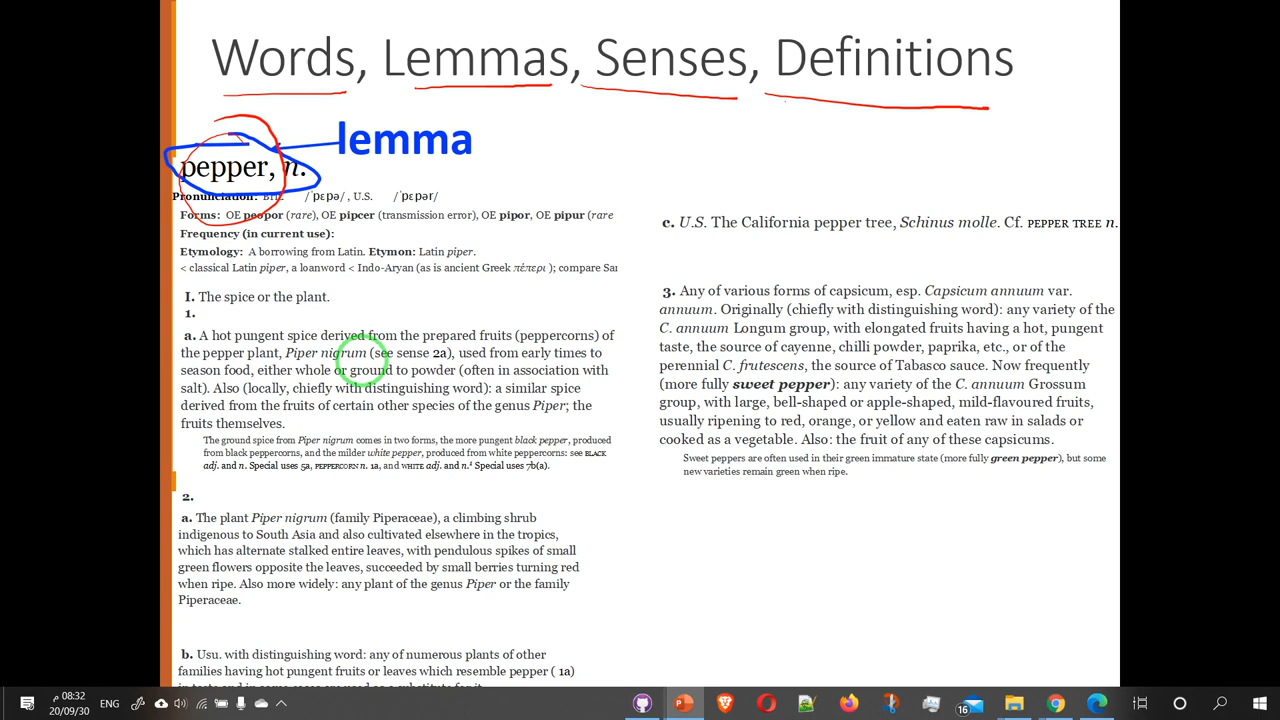 Words, Lemmas, Senses, Definitions
lemma
pepper, n.
Pronunciation: Brit. /ˈpɛpə/ , U.S. /ˈpɛpər/
Forms: OE peopor (rare), OE pipcer (transmission error), OE pipor, OE pipur (rare
Frequency (in current use):
Etymology: A borrowing from Latin. Etymon: Latin piper.
< classical Latin piper, a loanword < Indo-Aryan (as is ancient Greek πέπερι ); compare Sar
I. The spice or the plant.
1.
a. A hot pungent spice derived from the prepared fruits (peppercorns) of
the pepper plant, Piper nigrum (see sense 2a), used from early times to
season food, either whole or ground to powder (often in association with
salt). Also (locally, chiefly with distinguishing word): a similar spice
derived from the fruits of certain other species of the genus Piper; the
fruits themselves.
The ground spice from Piper nigrum comes in two forms, the more pungent black pepper, produced
from black peppercorns, and the milder white pepper, produced from white peppercorns: see BLACK
adj. and n. Special uses 5a, PEPPERCORN n. 1a, and WHITE adj. and n.¹ Special uses 7b(a).
2.
a. The plant Piper nigrum (family Piperaceae), a climbing shrub
indigenous to South Asia and also cultivated elsewhere in the tropics,
which has alternate stalked entire leaves, with pendulous spikes of small
green flowers opposite the leaves, succeeded by small berries turning red
when ripe. Also more widely: any plant of the genus Piper or the family
Piperaceae.
b. Usu. with distinguishing word: any of numerous plants of other
families having hot pungent fruits or leaves which resemble pepper ( 1a)
c. U.S. The California pepper tree, Schinus molle. Cf. PEPPER TREE n.
3. Any of various forms of capsicum, esp. Capsicum annuum var.
annuum. Originally (chiefly with distinguishing word): any variety of the
C. annuum Longum group, with elongated fruits having a hot, pungent
taste, the source of cayenne, chilli powder, paprika, etc., or of the
perennial C. frutescens, the source of Tabasco sauce. Now frequently
(more fully sweet pepper): any variety of the C. annuum Grossum
group, with large, bell-shaped or apple-shaped, mild-flavoured fruits,
usually ripening to red, orange, or yellow and eaten raw in salads or
cooked as a vegetable. Also: the fruit of any of these capsicums.
Sweet peppers are often used in their green immature state (more fully green pepper), but some
new varieties remain green when ripe.
08:32 م
20/09/30
ENG
16